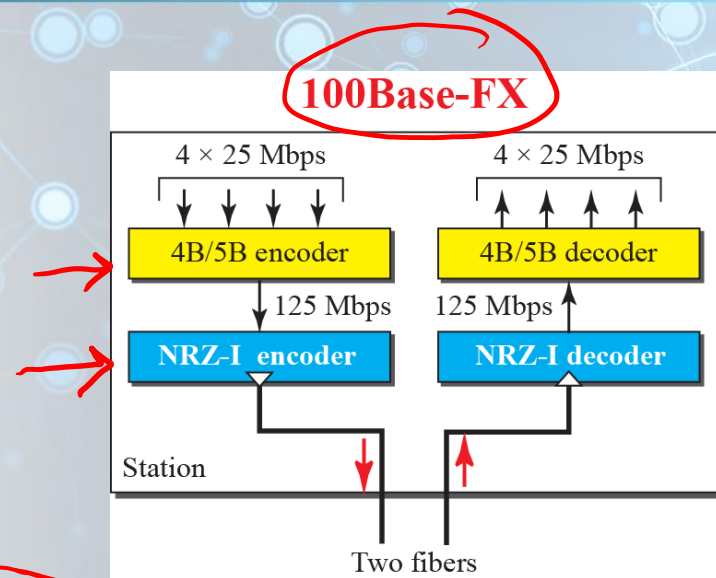 100Base-FX
4 × 25 Mbps 4 × 25 Mbps
4B/5B encoder 4B/5B decoder
125 Mbps 125 Mbps
NRZ-I encoder NRZ-I decoder
Station
Two fibers